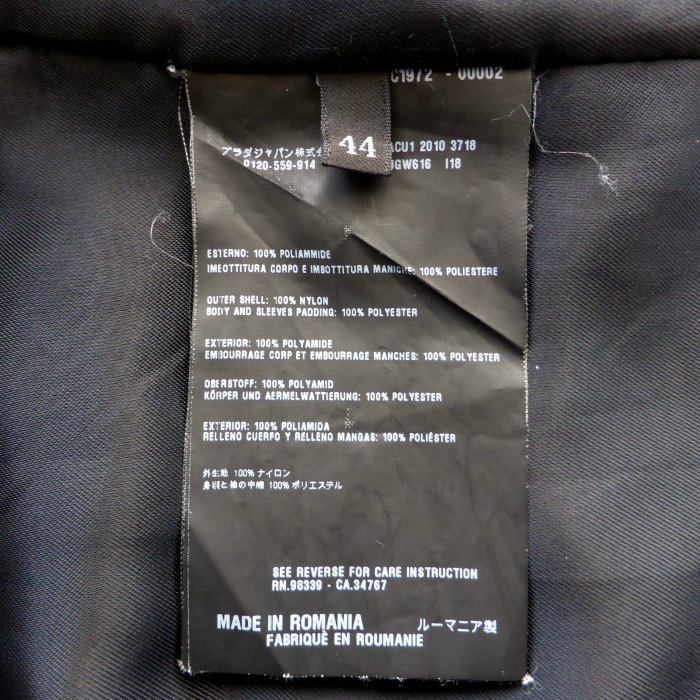 C1972 - 00002
44
プラダジャパン株式
ACU1 2010 3718
0120-559-914
UGW616 I18
ESTERNO: 100% POLIAMMIDE
IMBOTTITURA CORPO E IMBOTTITURA MANICHE: 100% POLIESTERE
OUTER SHELL: 100% NYLON
BODY AND SLEEVES PADDING: 100% POLYESTER
EXTERIOR: 100% POLYAMIDE
EMBOURRAGE CORP ET EMBOURRAGE MANCHES: 100% POLYESTER
OBERSTOFF: 100% POLYAMID
KÖRPER UND AERMELWATTIERUNG: 100% POLYESTER
EXTERIOR: 100% POLIAMIDA
RELLENO CUERPO Y RELLENO MANGAS: 100% POLIÉSTER
外生地 100% ナイロン
身頃と袖の中綿 100% ポリエステル
SEE REVERSE FOR CARE INSTRUCTION
RN.98339 - CA.34767
MADE IN ROMANIA ルーマニア製
FABRIQUÈ EN ROUMANIE